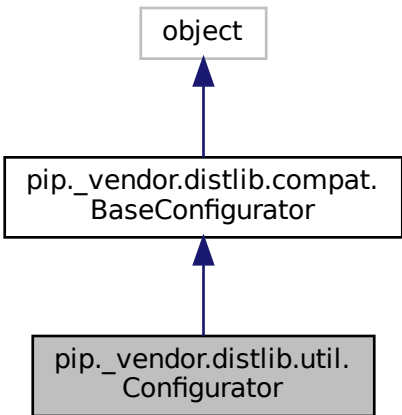 object
pip._vendor.distlib.compat.
BaseConfigurator
pip._vendor.distlib.util.
Configurator